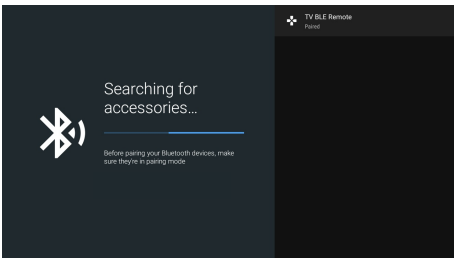 Searching for
accessories...
Before pairing your Bluetooth devices, make
sure they're in pairing mode
TV BLE Remote
Paired